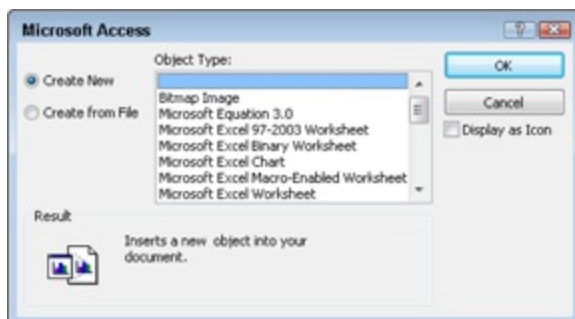 Microsoft Access
Object Type:
Create New
Create from File
Bitmap Image
Microsoft Equation 3.0
Microsoft Excel 97-2003 Worksheet
Microsoft Excel Binary Worksheet
Microsoft Excel Chart
Microsoft Excel Macro-Enabled Worksheet
Microsoft Excel Worksheet
OK
Cancel
Display as Icon
Result
Inserts a new object into your
document.